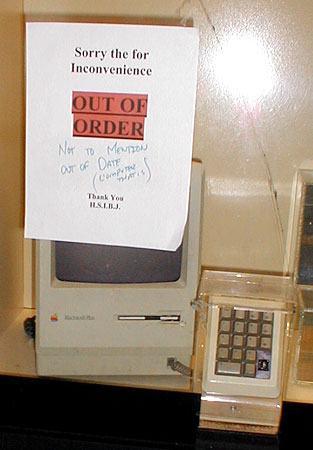 Sorry the for
Inconvenience
OUT OF
ORDER
NOT TO MENTION
OUT OF DATE
(COMPUTER
THAT IS)
Thank You
H.S.I.B.J.
Macintosh Plus